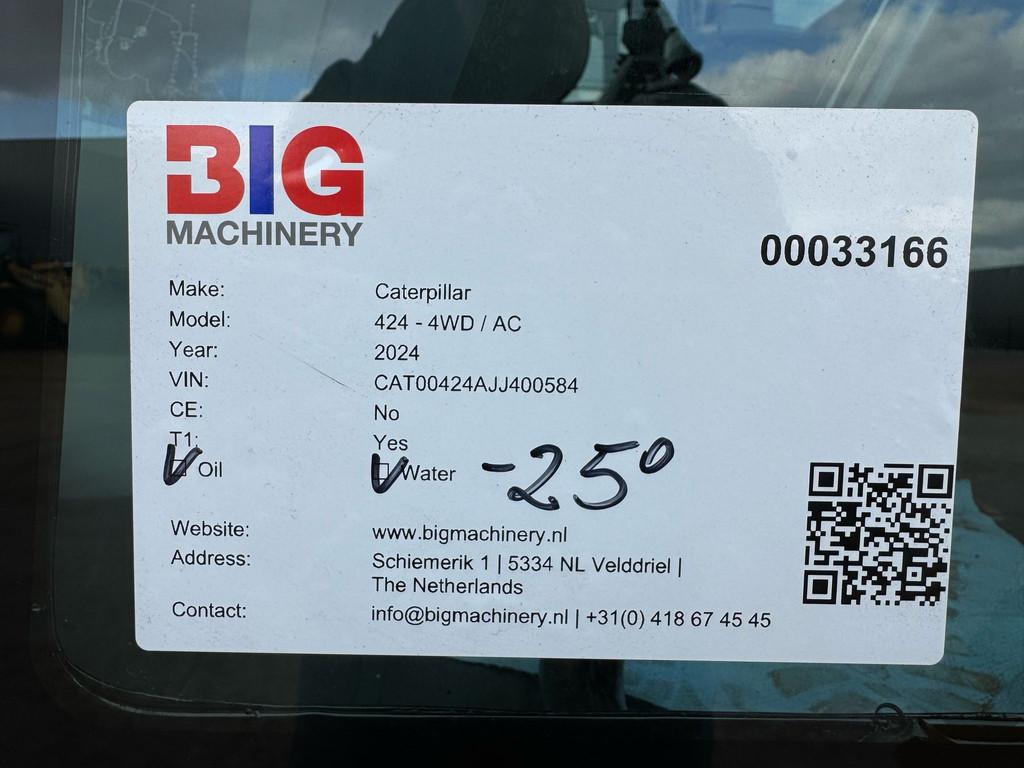 BIG
MACHINERY
00033166
Make: Caterpillar
Model: 424 - 4WD / AC
Year: 2024
VIN: CAT00424AJJ400584
CE: No
T1: Yes
Oil Water -25°
Website: www.bigmachinery.nl
Address: Schiemerik 1 | 5334 NL Velddriel |
The Netherlands
Contact: info@bigmachinery.nl | +31(0) 418 67 45 45